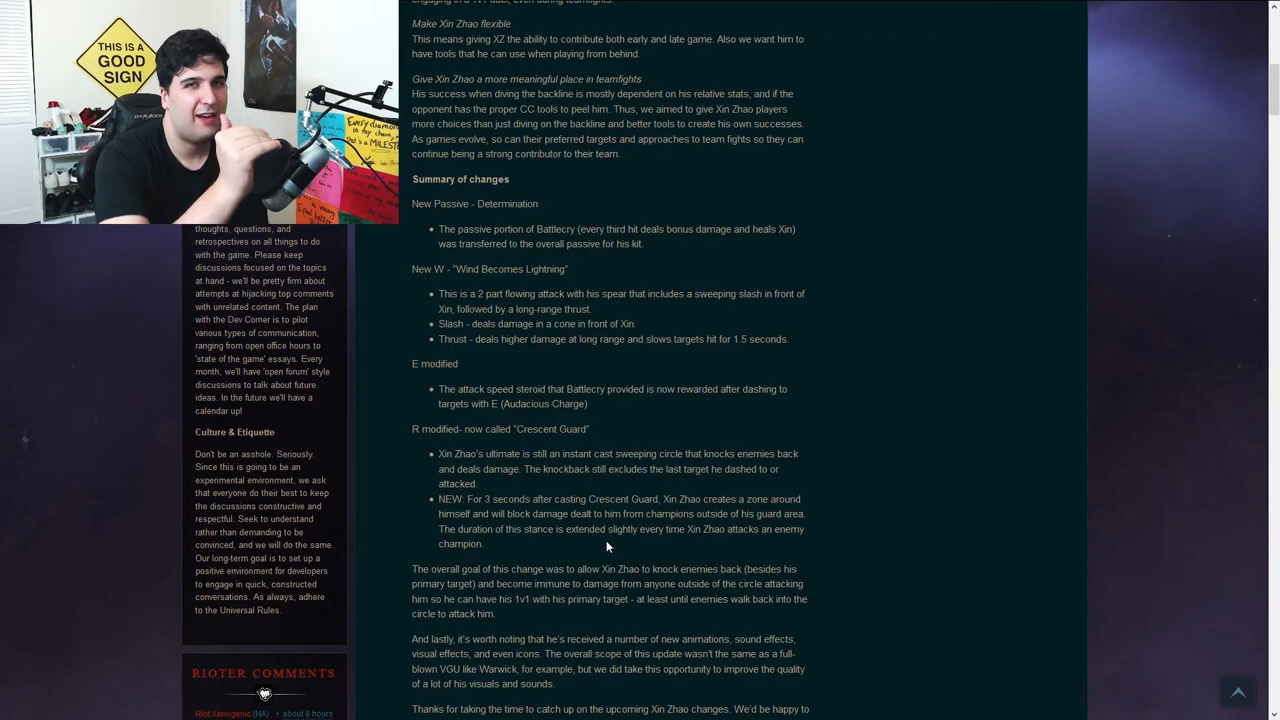 engaging in a 1v1 duel, even during teamfights.
Make Xin Zhao flexible
This means giving XZ the ability to contribute both early and late game. Also we want him to
have tools that he can use when playing from behind.
Give Xin Zhao a more meaningful place in teamfights
His success when diving the backline is mostly dependent on his relative stats, and if the
opponent has the proper CC tools to peel him. Thus, we aimed to give Xin Zhao players
more choices than just diving on the backline and better tools to create his own successes.
As games evolve, so can their preferred targets and approaches to team fights so they can
continue being a strong contributor to their team.
Summary of changes
New Passive - Determination
The passive portion of Battlecry (every third hit deals bonus damage and heals Xin)
was transferred to the overall passive for his kit.
New W - "Wind Becomes Lightning"
This is a 2 part flowing attack with his spear that includes a sweeping slash in front of
Xin, followed by a long-range thrust.
Slash - deals damage in a cone in front of Xin.
Thrust - deals higher damage at long range and slows targets hit for 1.5 seconds.
E modified
The attack speed steroid that Battlecry provided is now rewarded after dashing to
targets with E (Audacious Charge)
R modified- now called "Crescent Guard"
Xin Zhao's ultimate is still an instant cast sweeping circle that knocks enemies back
and deals damage. The knockback still excludes the last target he dashed to or
attacked.
NEW: For 3 seconds after casting Crescent Guard, Xin Zhao creates a zone around
himself and will block damage dealt to him from champions outside of his guard area.
The duration of this stance is extended slightly every time Xin Zhao attacks an enemy
champion.
The overall goal of this change was to allow Xin Zhao to knock enemies back (besides his
primary target) and become immune to damage from anyone outside of the circle attacking
him so he can have his 1v1 with his primary target - at least until enemies walk back into the
circle to attack him.
And lastly, it's worth noting that he's received a number of new animations, sound effects,
visual effects, and even icons. The overall scope of this update wasn't the same as a full-
blown VGU like Warwick, for example, but we did take this opportunity to improve the quality
of a lot of his visuals and sounds.
Thanks for taking the time to catch up on the upcoming Xin Zhao changes. We'd be happy to
THIS IS A
GOOD
SIGN
Every diamond
in my chain,
that's a MILESTONE
thoughts, questions, and
retrospectives on all things to do
with the game. Please keep
discussions focused on the topics
at hand - we'll be pretty firm about
attempts at hijacking top comments
with unrelated content. The plan
with the Dev Corner is to pilot
various types of communication,
ranging from open office hours to
'state of the game' essays. Every
month, we'll have 'open forum' style
discussions to talk about future
ideas. In the future we'll have a
calendar up!
Culture & Etiquette
Don't be an asshole. Seriously.
Since this is going to be an
experimental environment, we ask
that everyone do their best to keep
the discussions constructive and
respectful. Seek to understand
rather than demanding to be
convinced, and we will do the same.
Our long-term goal is to set up a
positive environment for developers
to engage in quick, constructed
conversations. As always, adhere
to the Universal Rules.
RIOTER COMMENTS
Riot Xenogenic (NA) • about 8 hours